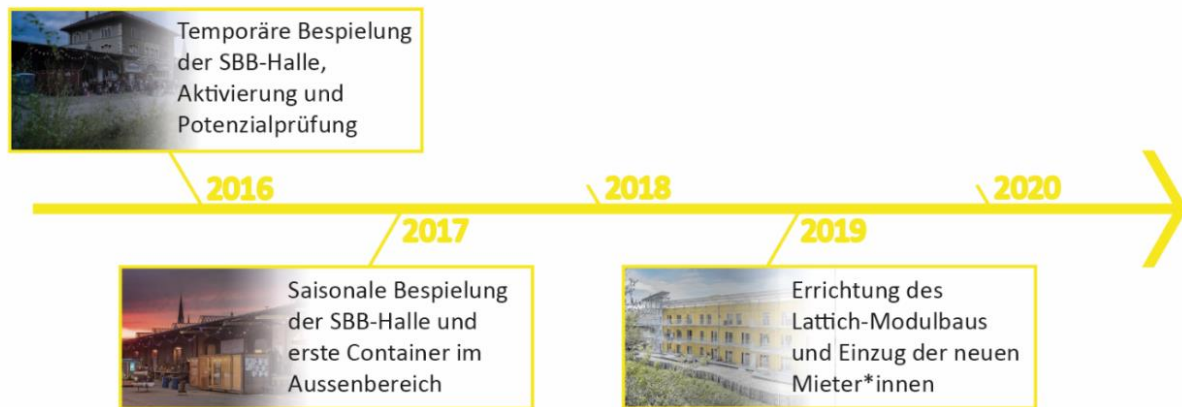 Temporäre Bespielung
der SBB-Halle,
Aktivierung und
Potenzialprüfung
2016
2018
2020
2017
2019
Saisonale Bespielung
der SBB-Halle und
erste Container im
Aussenbereich
Errichtung des
Lattich-Modulbaus
und Einzug der neuen
Mieter*innen